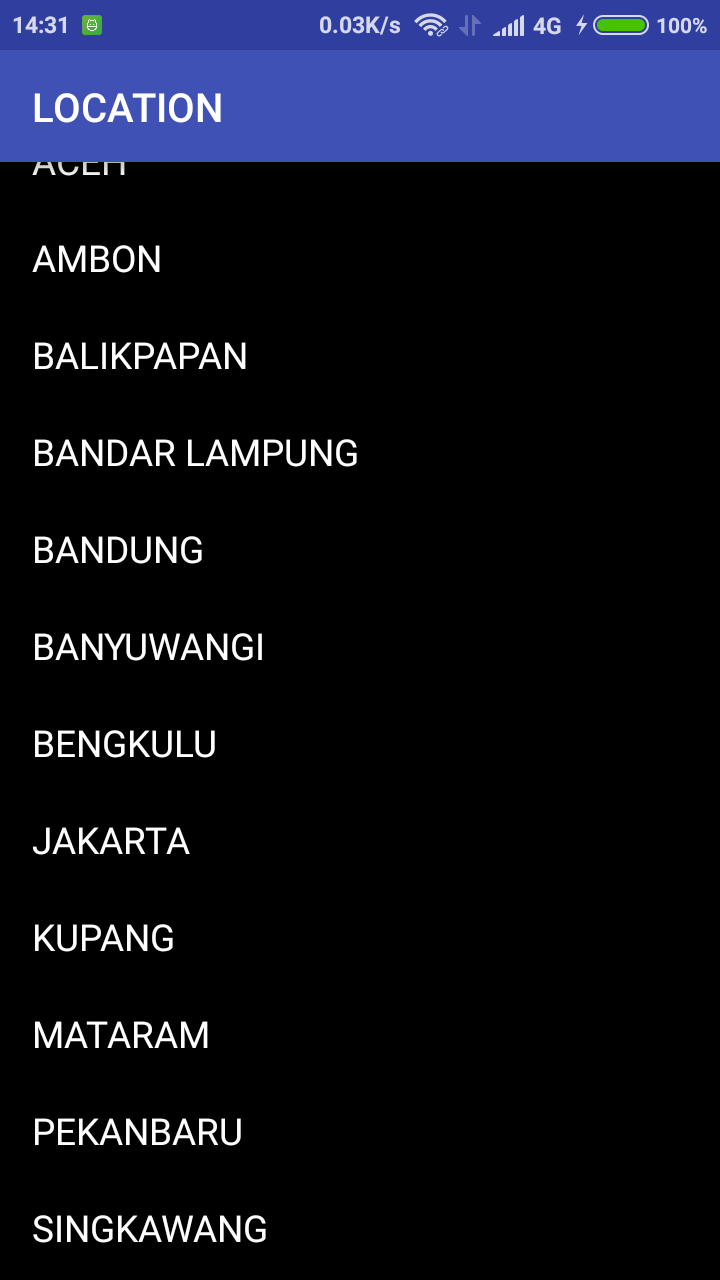 14:31 0.03K/s 4G 100%
LOCATION
ACEH
AMBON
BALIKPAPAN
BANDAR LAMPUNG
BANDUNG
BANYUWANGI
BENGKULU
JAKARTA
KUPANG
MATARAM
PEKANBARU
SINGKAWANG